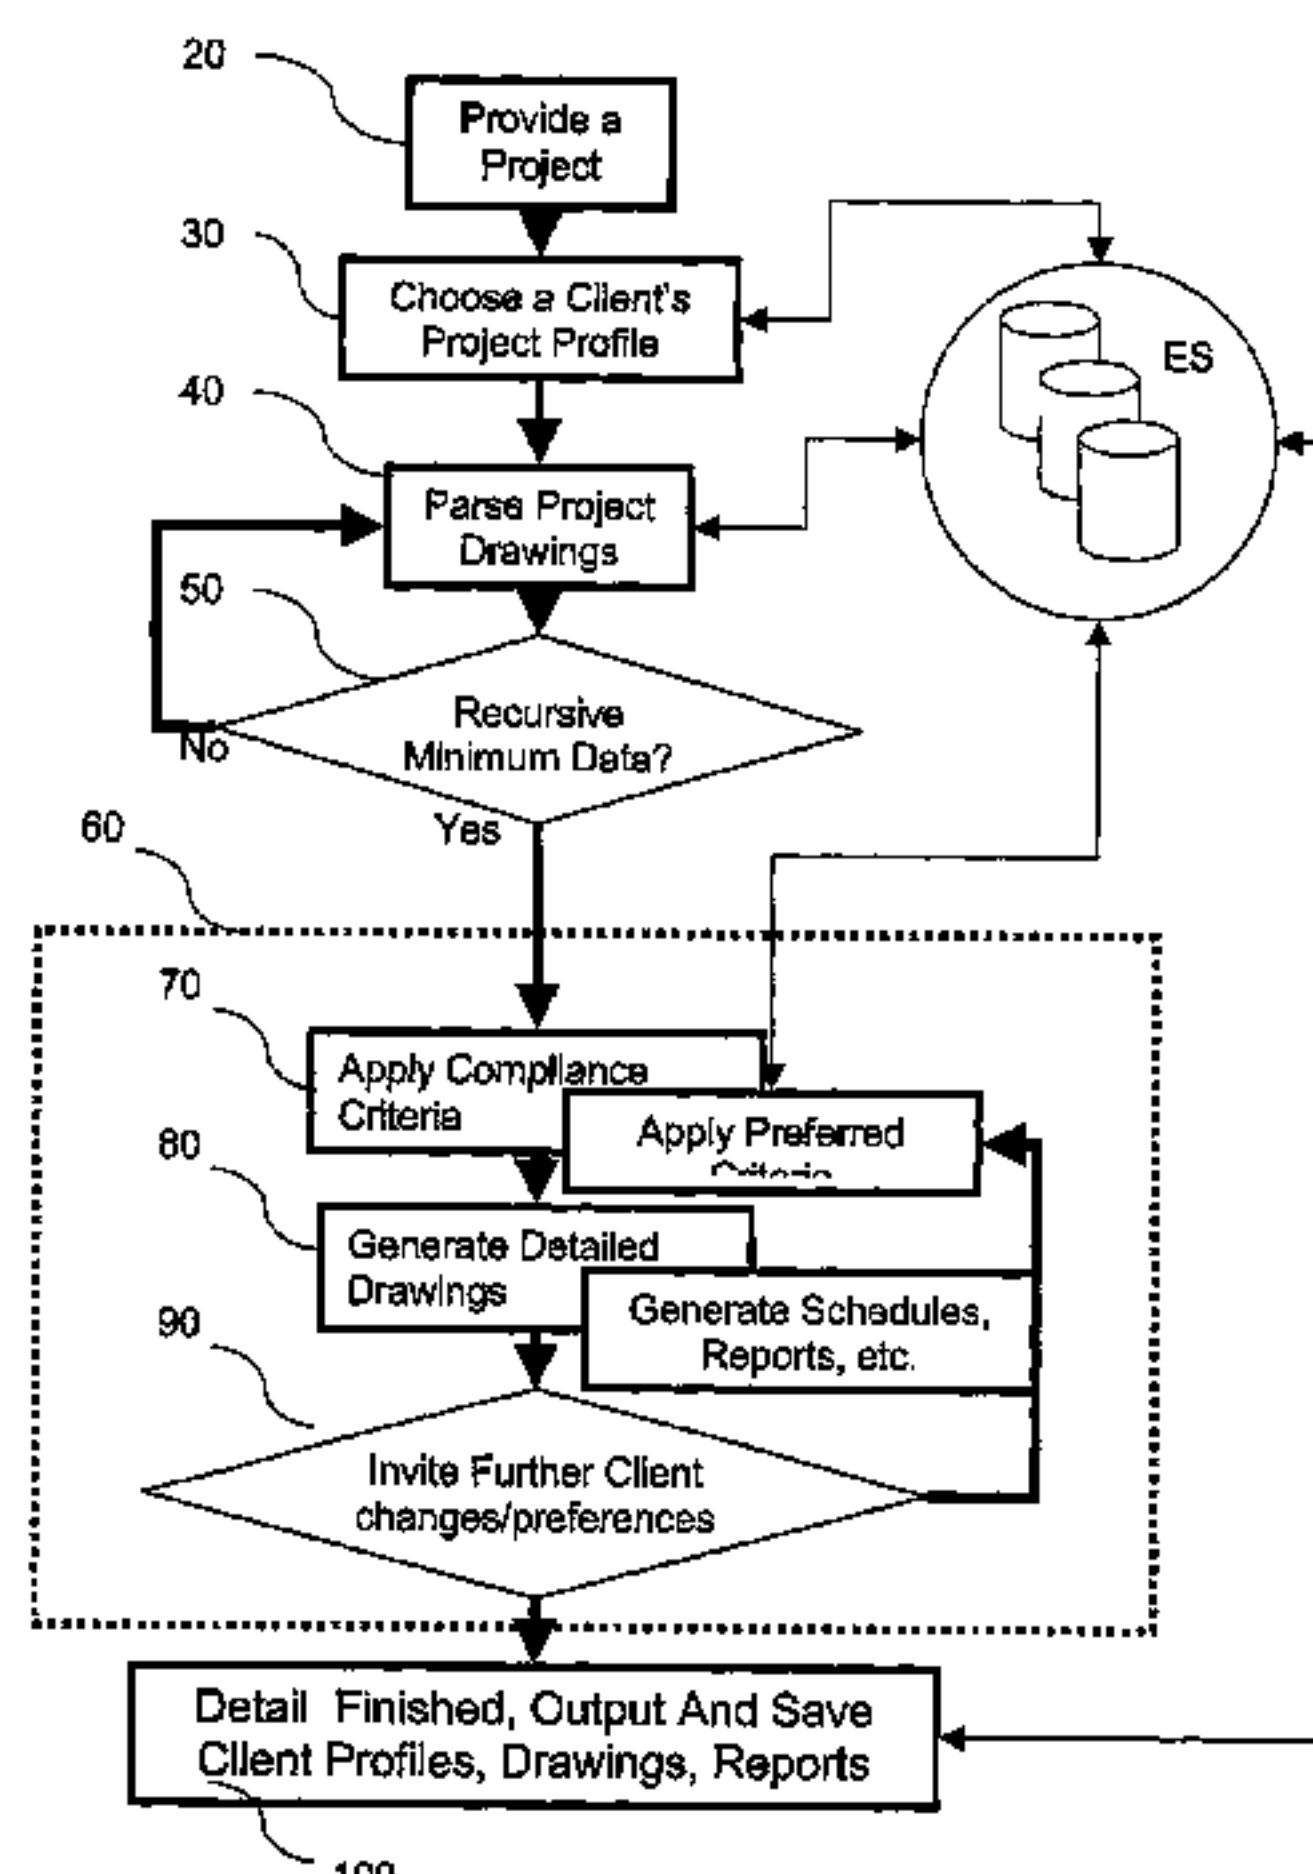 20
Provide a
Project
30
Choose a Client's
Project Profile
ES
40
Parse Project
Drawings
50
Recursive
Minimum Data?
No
Yes
60
70
Apply Compliance
Criteria
Apply Preferred
80
Generate Detailed
Drawings
Generate Schedules,
Reports, etc.
90
Invite Further Client
changes/preferences
Detail Finished, Output And Save
Client Profiles, Drawings, Reports